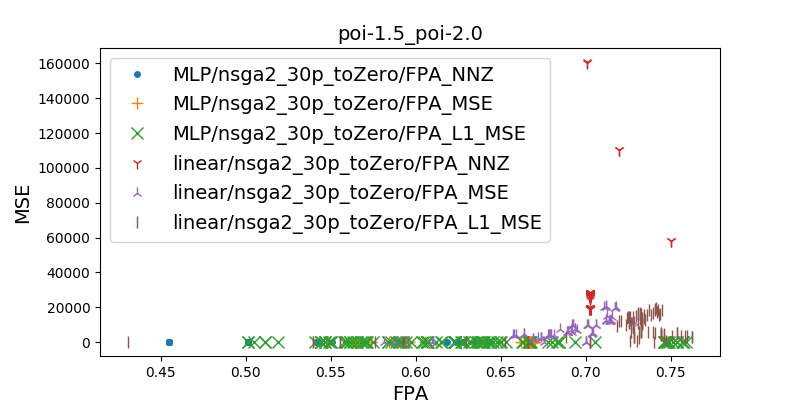 poi-1.5_poi-2.0
MLP/nsga2_30p_toZero/FPA_NNZ
MLP/nsga2_30p_toZero/FPA_MSE
MLP/nsga2_30p_toZero/FPA_L1_MSE
linear/nsga2_30p_toZero/FPA_NNZ
linear/nsga2_30p_toZero/FPA_MSE
linear/nsga2_30p_toZero/FPA_L1_MSE
MSE
160000
140000
120000
100000
80000
60000
40000
20000
0
0.45 0.50 0.55 0.60 0.65 0.70 0.75
FPA